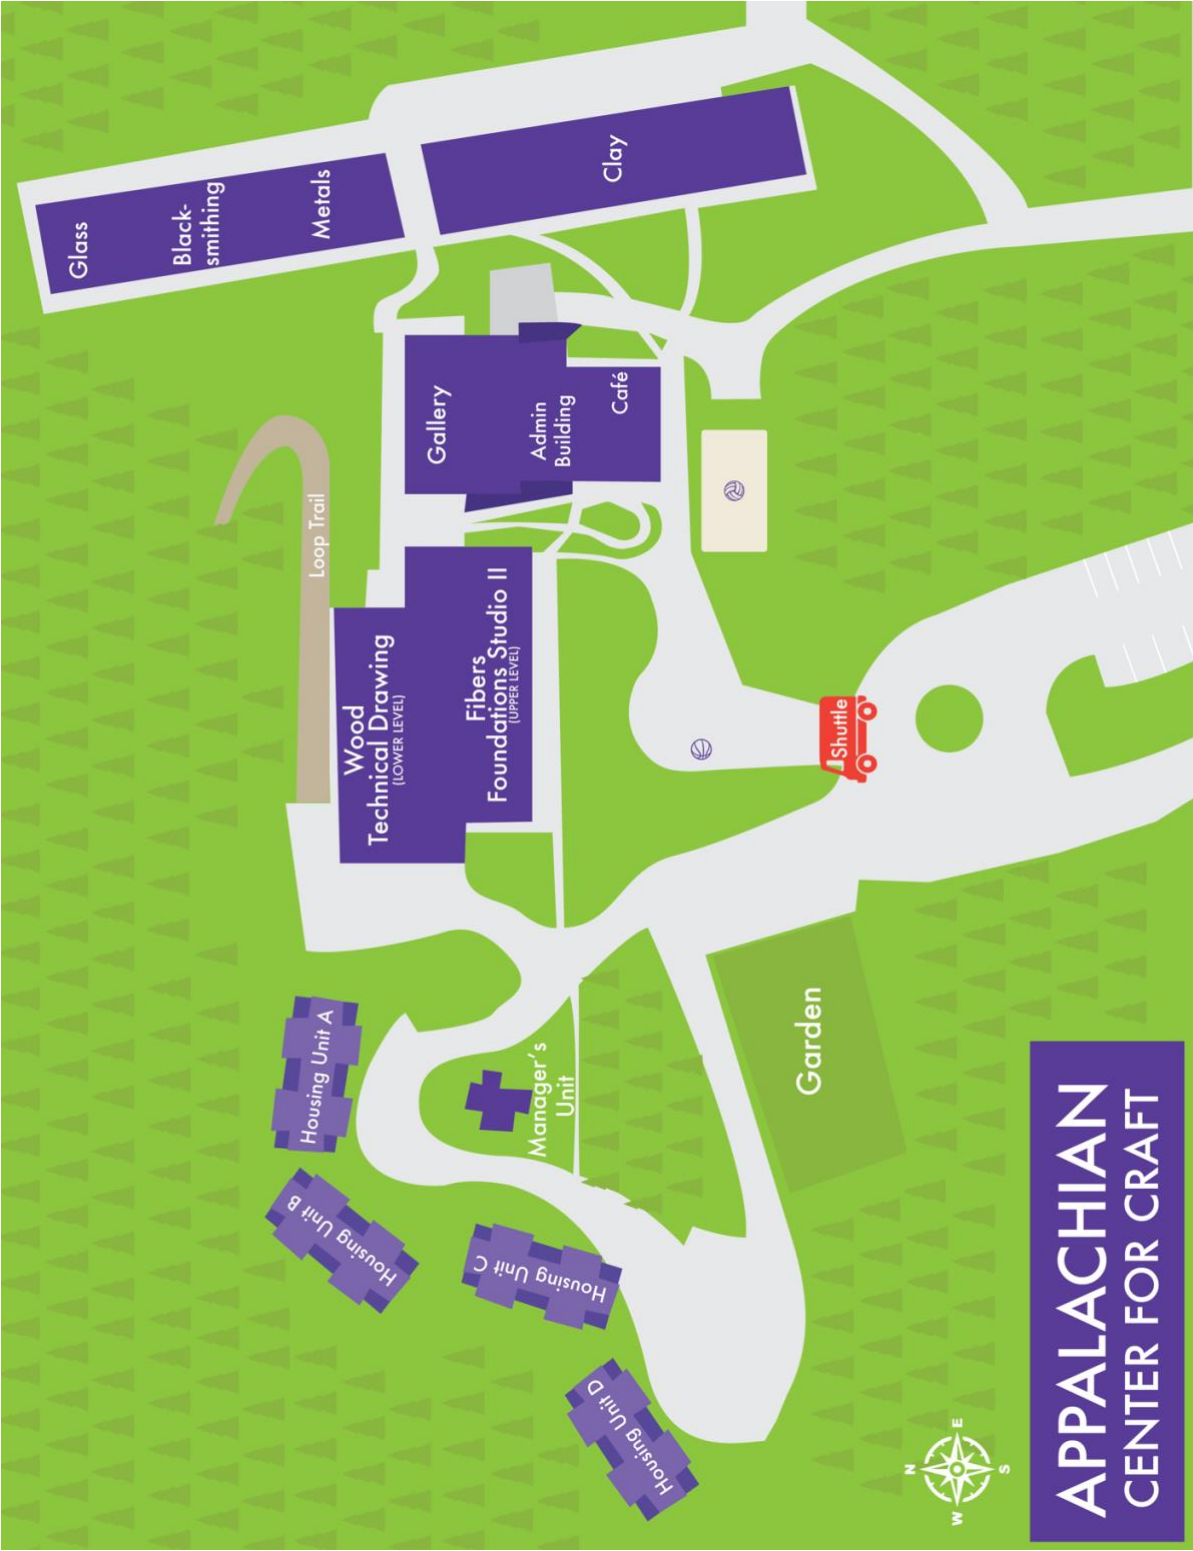 Glass
Black-
smithing
Metals
Clay
Gallery
Admin
Building
Café
Loop Trail
Wood
Technical Drawing
(LOWER LEVEL)
Fibers
Foundations Studio II
(UPPER LEVEL)
Shuttle
Housing Unit A
Housing Unit B
Housing Unit C
Housing Unit D
Manager's
Unit
Garden
N
E
S
W
APPALACHIAN
CENTER FOR CRAFT